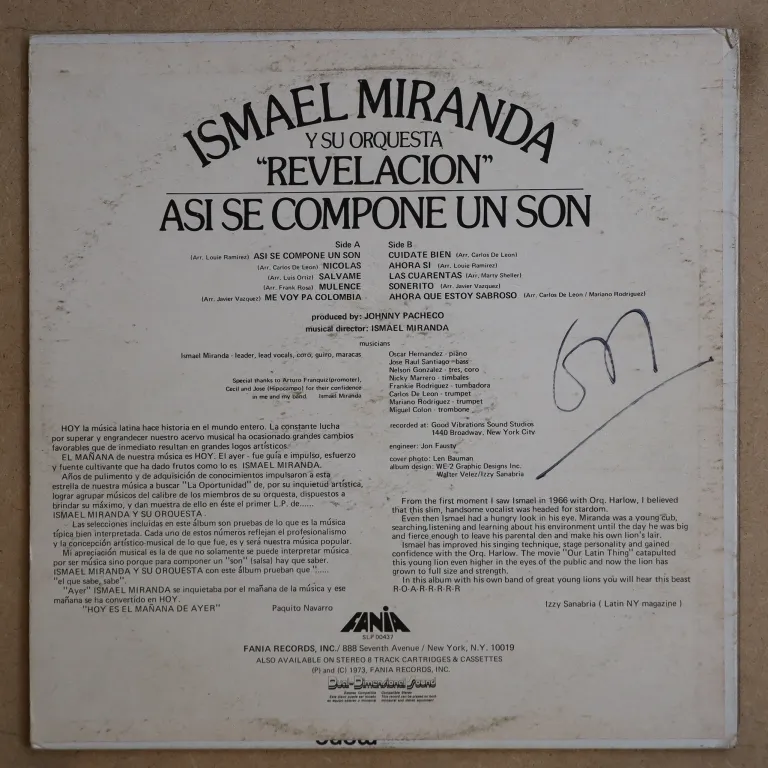 ISMAEL MIRANDA
Y SU ORQUESTA
"REVELACION"
ASI SE COMPONE UN SON
Side A
(Arr. Louie Ramirez) ASI SE COMPONE UN SON
(Arr. Carlos De Leon) NICOLAS
(Arr. Luis Ortiz) SALVAME
(Arr. Frank Rosa) MULENCE
(Arr. Javier Vazquez) ME VOY PA COLOMBIA
Side B
CUIDATE BIEN (Arr. Carlos De Leon)
AHORA SI (Arr. Louie Ramirez)
LAS CUARENTAS (Arr. Marty Sheller)
SONERITO (Arr. Javier Vazquez)
AHORA QUE ESTOY SABROSO (Arr. Carlos De Leon / Mariano Rodriguez)
produced by: JOHNNY PACHECO
musical director: ISMAEL MIRANDA
musicians
Ismael Miranda - leader, lead vocals, coro, guiro, maracas
Oscar Hernandez - piano
Jose Raul Santiago - bass
Nelson Gonzalez - tres, coro
Nicky Marrero - timbales
Frankie Rodriguez - tumbadora
Carlos De Leon - trumpet
Mariano Rodriguez - trumpet
Miguel Colon - trombone
Special thanks to Arturo Franquiz(promoter),
Cecil and José (Hipocampo) for their confidence
in me and my band. Ismael Miranda
recorded at: Good Vibrations Sound Studios
1440 Broadway, New York City
engineer: Jon Fausty
cover photo: Len Bauman
album design: WE-2 Graphic Designs Inc.
Walter Velez/Izzy Sanabria
HOY la música latina hace historia en el mundo entero. La constante lucha
por superar y engrandecer nuestro acervo musical ha ocasionado grandes cambios
favorables que de inmediato resultan en grandes logos artísticos.
EL MAÑANA de nuestra música es HOY. El ayer - fue guía e impulso, esfuerzo
y fuente cultivante que ha dado frutos como lo es ISMAEL MIRANDA.
Años de pulimento y de adquisición de conocimientos impulsaron a esta
estrella de nuestra música a buscar "La Oportunidad" de, por su inquietud artística,
lograr agrupar músicos del calibre de los miembros de su orquesta, dispuestos a
brindar su máximo, y dan muestra de ello en éste el primer L.P. de......
ISMAEL MIRANDA Y SU ORQUESTA .
Las selecciones incluidas en este álbum son pruebas de lo que es la música
típica bien interpretada. Cada uno de estos números reflejan el profesionalismo
y la concepción artístico-musical de lo que fue, es y será nuestra música popular.
Mi apreciación musical es la de que no solamente se puede interpretar música
por ser música sino porque para componer un "son" (salsa) hay que saber.
ISMAEL MIRANDA Y SU ORQUESTA con este álbum prueban que "......
"el que sabe, sabe".
"Ayer" ISMAEL MIRANDA se inquietaba por el mañana de la música y ese
mañana se ha convertido en HOY.
"HOY ES EL MAÑANA DE AYER" Paquito Navarro
From the first moment I saw Ismael in 1966 with Orq. Harlow, I believed
that this slim, handsome vocalist was headed for stardom.
Even then Ismael had a hungry look in his eye. Miranda was a young cub,
searching, listening and learning about his environment until the day he was big
and fierce enough to leave his parental den and make his own lion's lair.
Ismael has improved his singing technique, stage personality and gained
confidence with the Orq. Harlow. The movie "Our Latin Thing" catapulted
this young lion even higher in the eyes of the public and now the lion has
grown to full size and strength.
In this album with his own band of great young lions you will hear this beast
R-O-A-R-R-R-R
Izzy Sanabria ( Latin NY magazine )
FANIA
SLP 00437
FANIA RECORDS, INC./ 888 Seventh Avenue / New York, N.Y. 10019
ALSO AVAILABLE ON STEREO 8 TRACK CARTRIDGES & CASSETTES
(P) and (C) 1973, FANIA RECORDS, INC.
Dual-Dimensional Sound